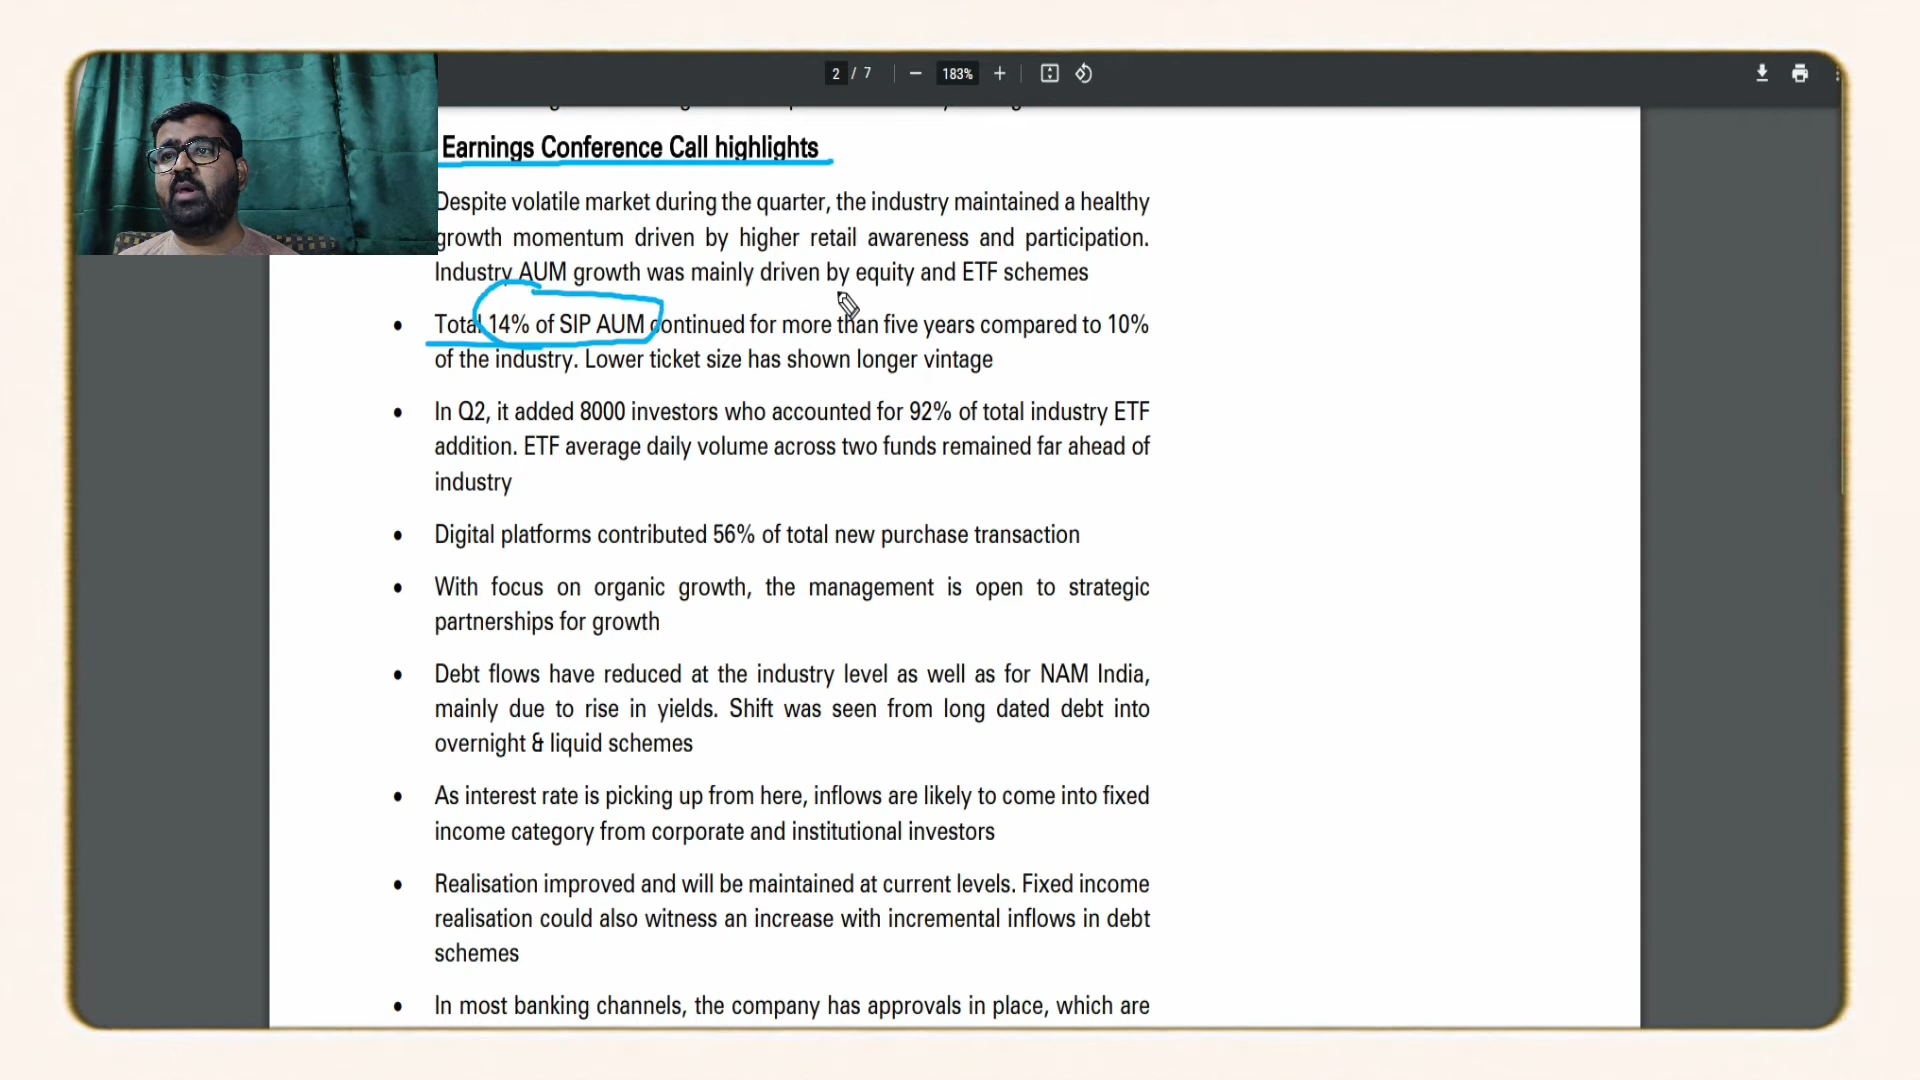 2 / 7
183%
Earnings Conference Call highlights
Despite volatile market during the quarter, the industry maintained a healthy
growth momentum driven by higher retail awareness and participation.
Industry AUM growth was mainly driven by equity and ETF schemes
• Total 14% of SIP AUM continued for more than five years compared to 10%
of the industry. Lower ticket size has shown longer vintage
• In Q2, it added 8000 investors who accounted for 92% of total industry ETF
addition. ETF average daily volume across two funds remained far ahead of
industry
• Digital platforms contributed 56% of total new purchase transaction
• With focus on organic growth, the management is open to strategic
partnerships for growth
• Debt flows have reduced at the industry level as well as for NAM India,
mainly due to rise in yields. Shift was seen from long dated debt into
overnight & liquid schemes
• As interest rate is picking up from here, inflows are likely to come into fixed
income category from corporate and institutional investors
• Realisation improved and will be maintained at current levels. Fixed income
realisation could also witness an increase with incremental inflows in debt
schemes
• In most banking channels, the company has approvals in place, which are